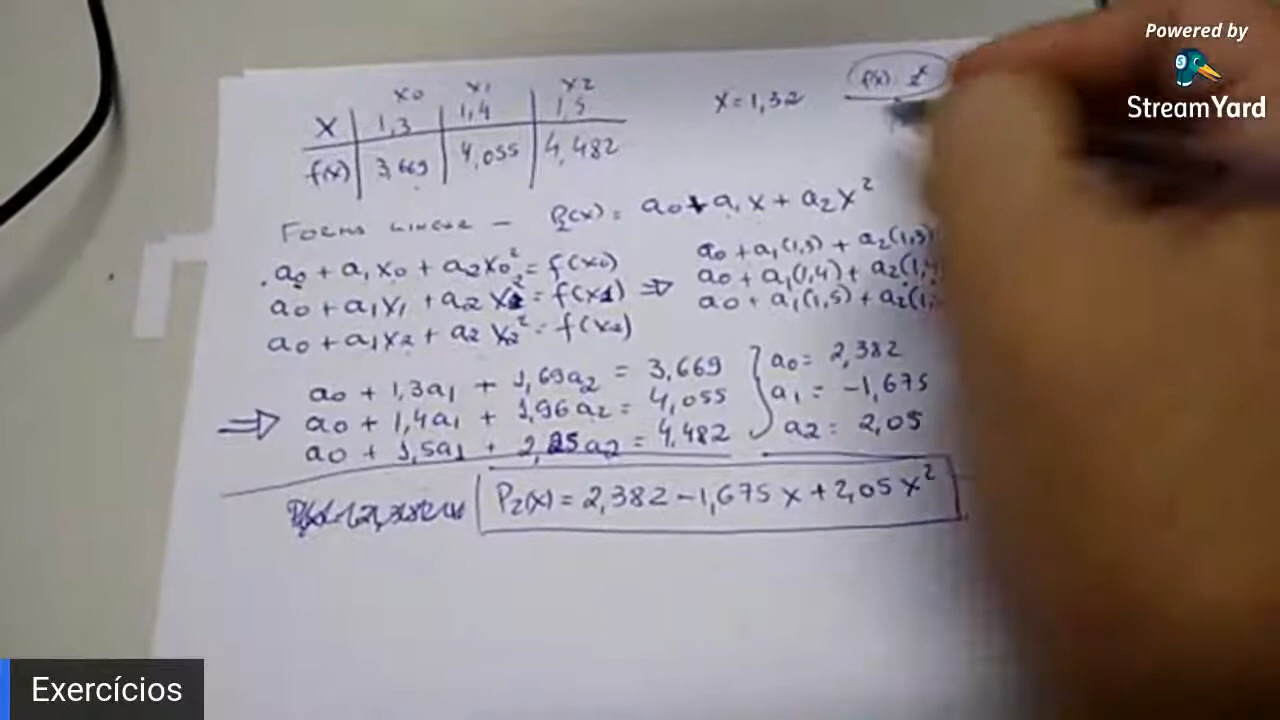 Powered by
StreamYard
x0 x1 x2
X 1,3 1,4 1,5
f(x) 3,669 4,055 4,482
X = 1,32
f(x)
FORMA LINEAR – P2(x) = a0 + a1x + a2x²
a0 + a1x0 + a2x0² = f(x0)
a0 + a1x1 + a2x1² = f(x1) ⇒
a0 + a1x2 + a2x2² = f(x2)
a0 + a1(1,3) + a2(1,3)
a0 + a1(1,4) + a2(1,4
a0 + a1(1,5) + a2(1,
⇒ a0 + 1,3a1 + 1,69a2 = 3,669
a0 + 1,4a1 + 1,96a2 = 4,055
a0 + 1,5a1 + 2,25a2 = 4,482
a0 = 2,382
a1 = -1,675
a2 = 2,05
P2(x) = 2,382 – 1,675x + 2,05x²
Exercícios